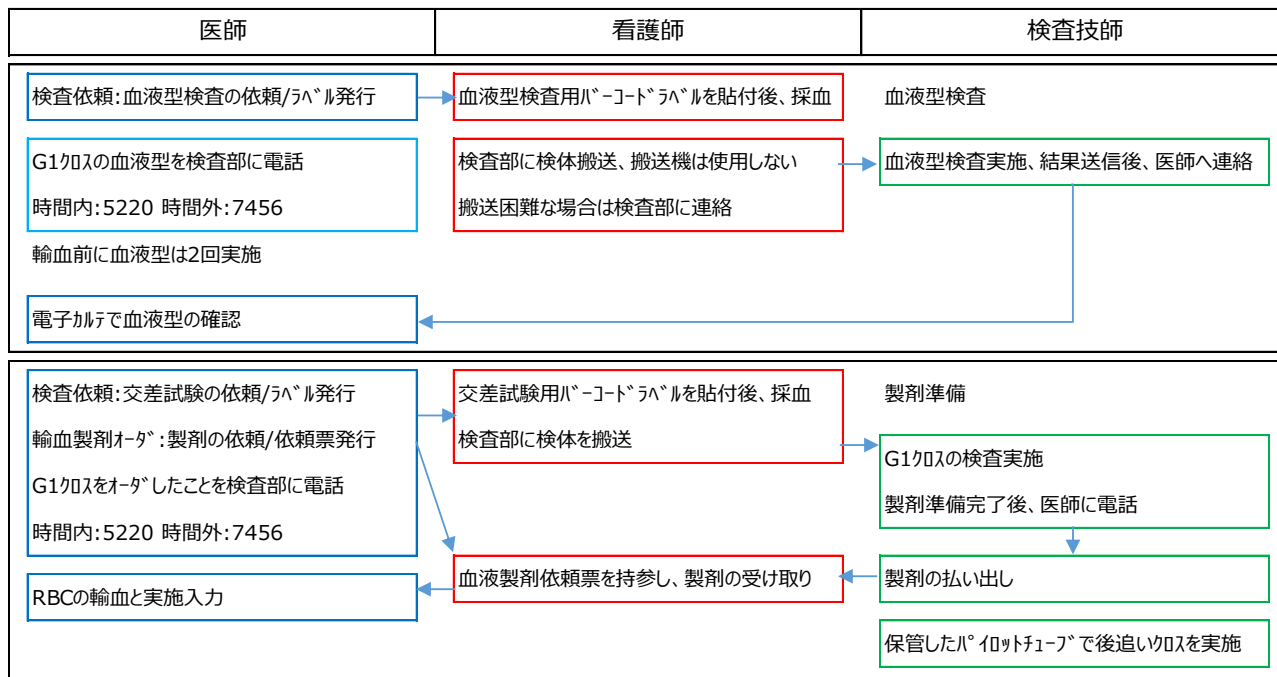 医師
看護師
検査技師
検査依頼:血液型検査の依頼/ﾗﾍﾞﾙ発行
血液型検査用ﾊﾞｰｺｰﾄﾞﾗﾍﾞﾙを貼付後、採血
血液型検査
G1ｸﾛｽの血液型を検査部に電話
検査部に検体搬送、搬送機は使用しない
血液型検査実施、結果送信後、医師へ連絡
時間内:5220 時間外:7456
搬送困難な場合は検査部に連絡
輸血前に血液型は2回実施
電子ｶﾙﾃで血液型の確認
検査依頼:交差試験の依頼/ﾗﾍﾞﾙ発行
交差試験用ﾊﾞｰｺｰﾄﾞﾗﾍﾞﾙを貼付後、採血
製剤準備
輸血製剤ｵｰﾀﾞ:製剤の依頼/依頼票発行
検査部に検体を搬送
G1ｸﾛｽの検査実施
G1ｸﾛｽをｵｰﾀﾞしたことを検査部に電話
製剤準備完了後、医師に電話
時間内:5220 時間外:7456
血液製剤依頼票を持参し、製剤の受け取り
製剤の払い出し
RBCの輸血と実施入力
保管したﾊﾟｲﾛｯﾄﾁｭｰﾌﾞで後追いｸﾛｽを実施